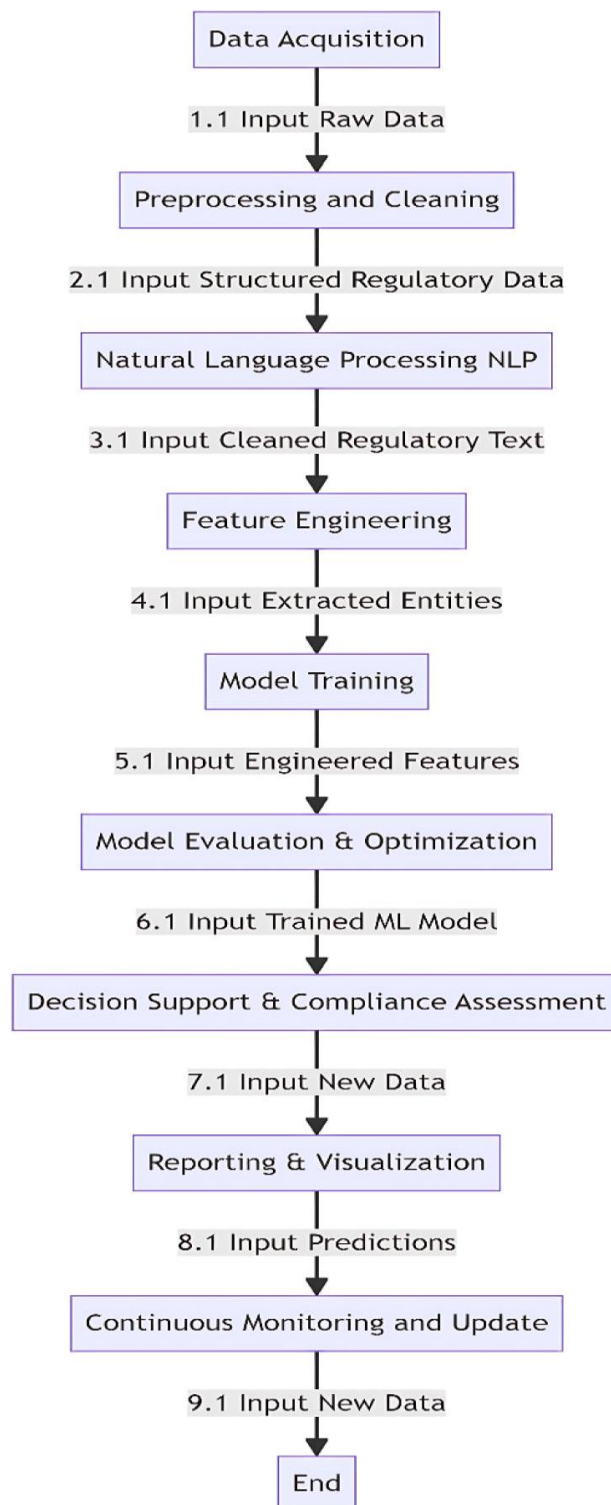 Data Acquisition
1.1 Input Raw Data
Preprocessing and Cleaning
2.1 Input Structured Regulatory Data
Natural Language Processing NLP
3.1 Input Cleaned Regulatory Text
Feature Engineering
4.1 Input Extracted Entities
Model Training
5.1 Input Engineered Features
Model Evaluation & Optimization
6.1 Input Trained ML Model
Decision Support & Compliance Assessment
7.1 Input New Data
Reporting & Visualization
8.1 Input Predictions
Continuous Monitoring and Update
9.1 Input New Data
End